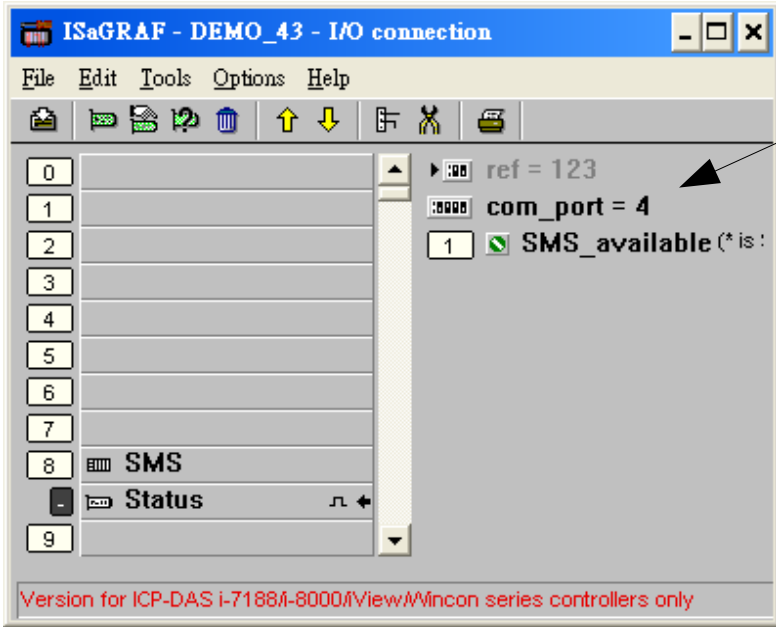 ISaGRAF - DEMO_43 - I/O connection
File Edit Tools Options Help
0
1
2
3
4
5
6
7
8 SMS
- Status
9
ref = 123
com_port = 4
1 SMS_available (* is
Version for ICP-DAS i-7188/i-8000/iView/Wincon series controllers only